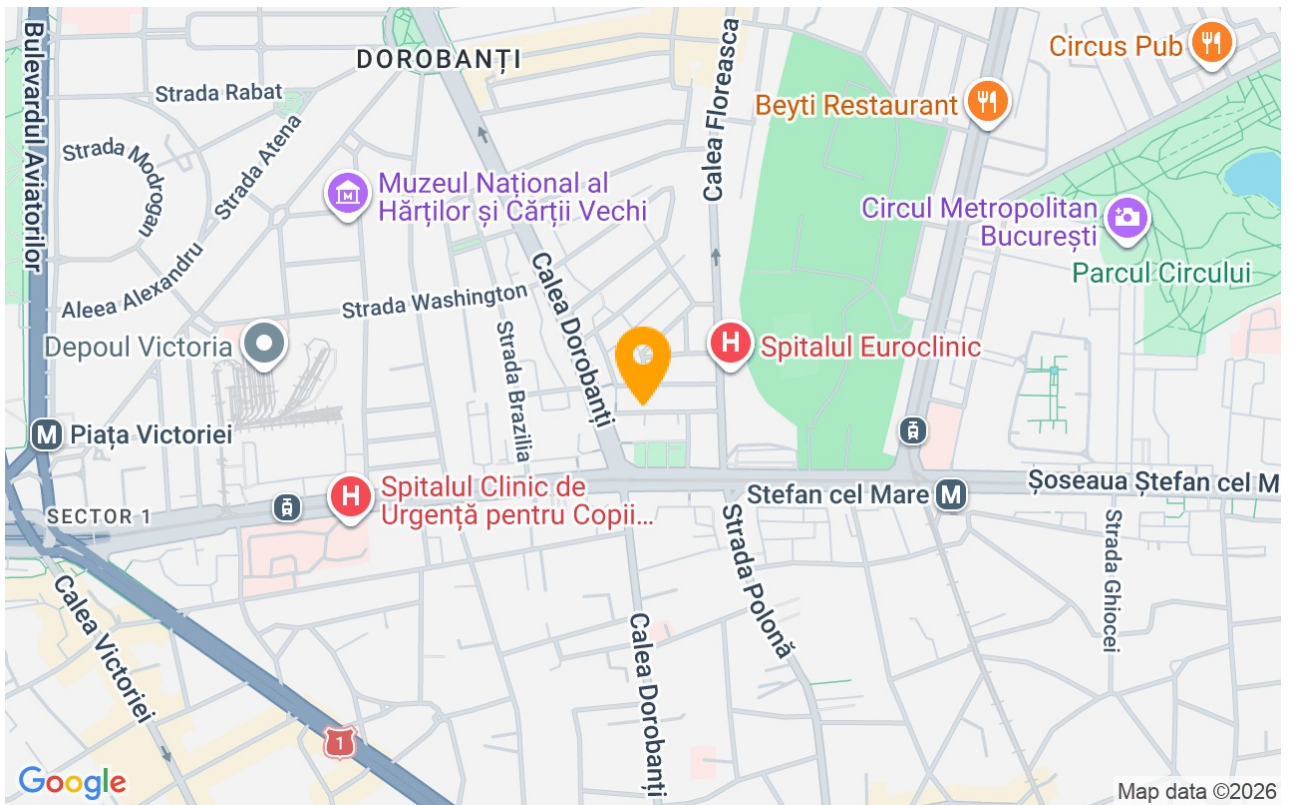 Bulevardul Aviatorilor
DOROBANȚI
Circus Pub
Strada Rabat
Beyti Restaurant
Calea Floreasca
Strada Modrogan
Strada Atena
Muzeul Național al
Hărților și Cărții Vechi
Circul Metropolitan
București
Parcul Circului
Calea Dorobanți
Aleea Alexandru
Strada Washington
Depoul Victoria
Strada Brazilia
H
Spitalul Euroclinic
M
Piața Victoriei
H
Spitalul Clinic de
Urgență pentru Copii...
Ștefan cel Mare
M
Șoseaua Ștefan cel M
SECTOR 1
Strada Polonă
Strada Ghiocei
Calea Victoriei
Calea Dorobanți
1
Google
Map data ©2026